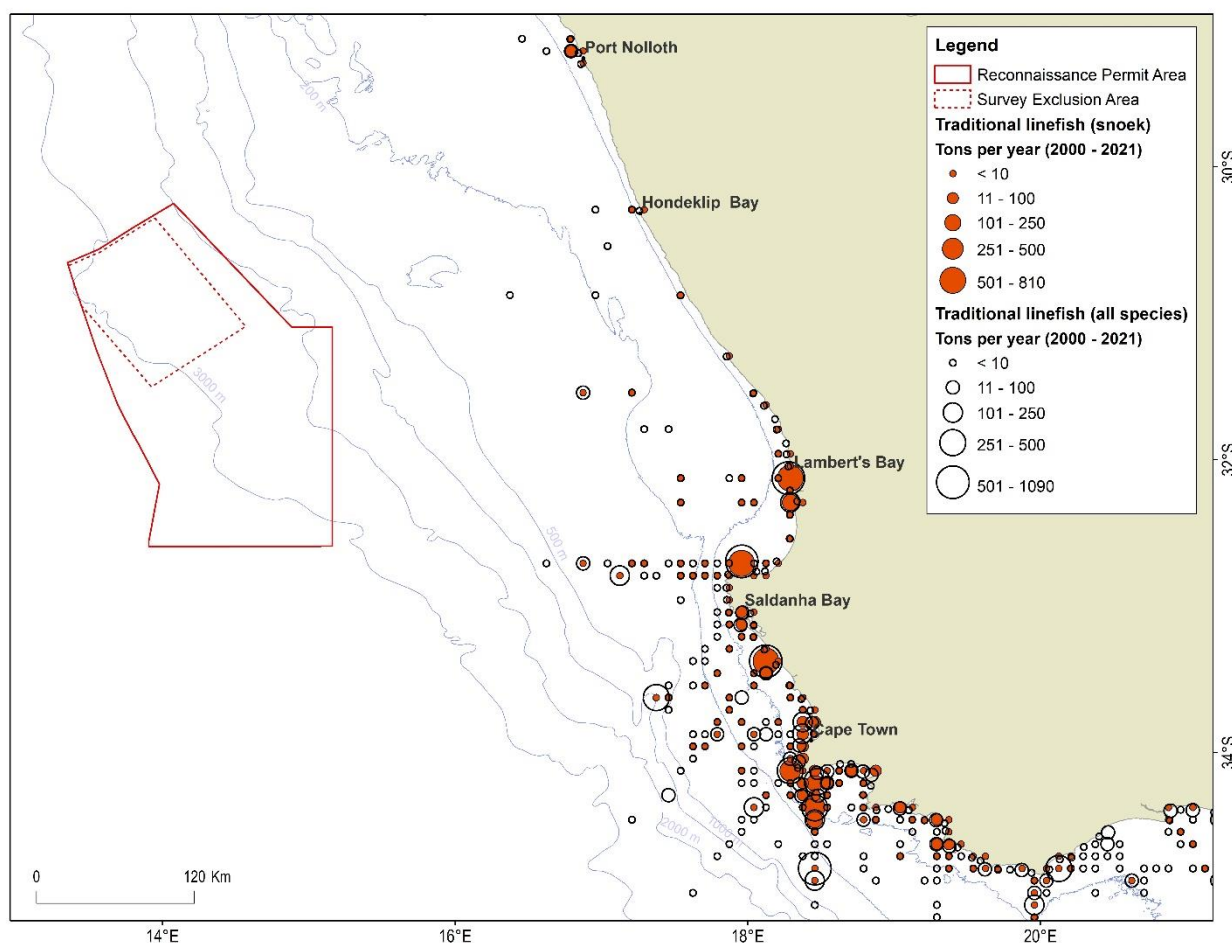 Port Nolloth
200 m
Hondeklip Bay
3000 m
Lambert's Bay
500 m
Saldanha Bay
Cape Town
1000 m
2000 m
Legend
Reconnaissance Permit Area
Survey Exclusion Area
Traditional linefish (snoek)
Tons per year (2000 - 2021)
< 10
11 - 100
101 - 250
251 - 500
501 - 810
Traditional linefish (all species)
Tons per year (2000 - 2021)
< 10
11 - 100
101 - 250
251 - 500
501 - 1090
30°S
32°S
34°S
0 120 Km
14°E 16°E 18°E 20°E